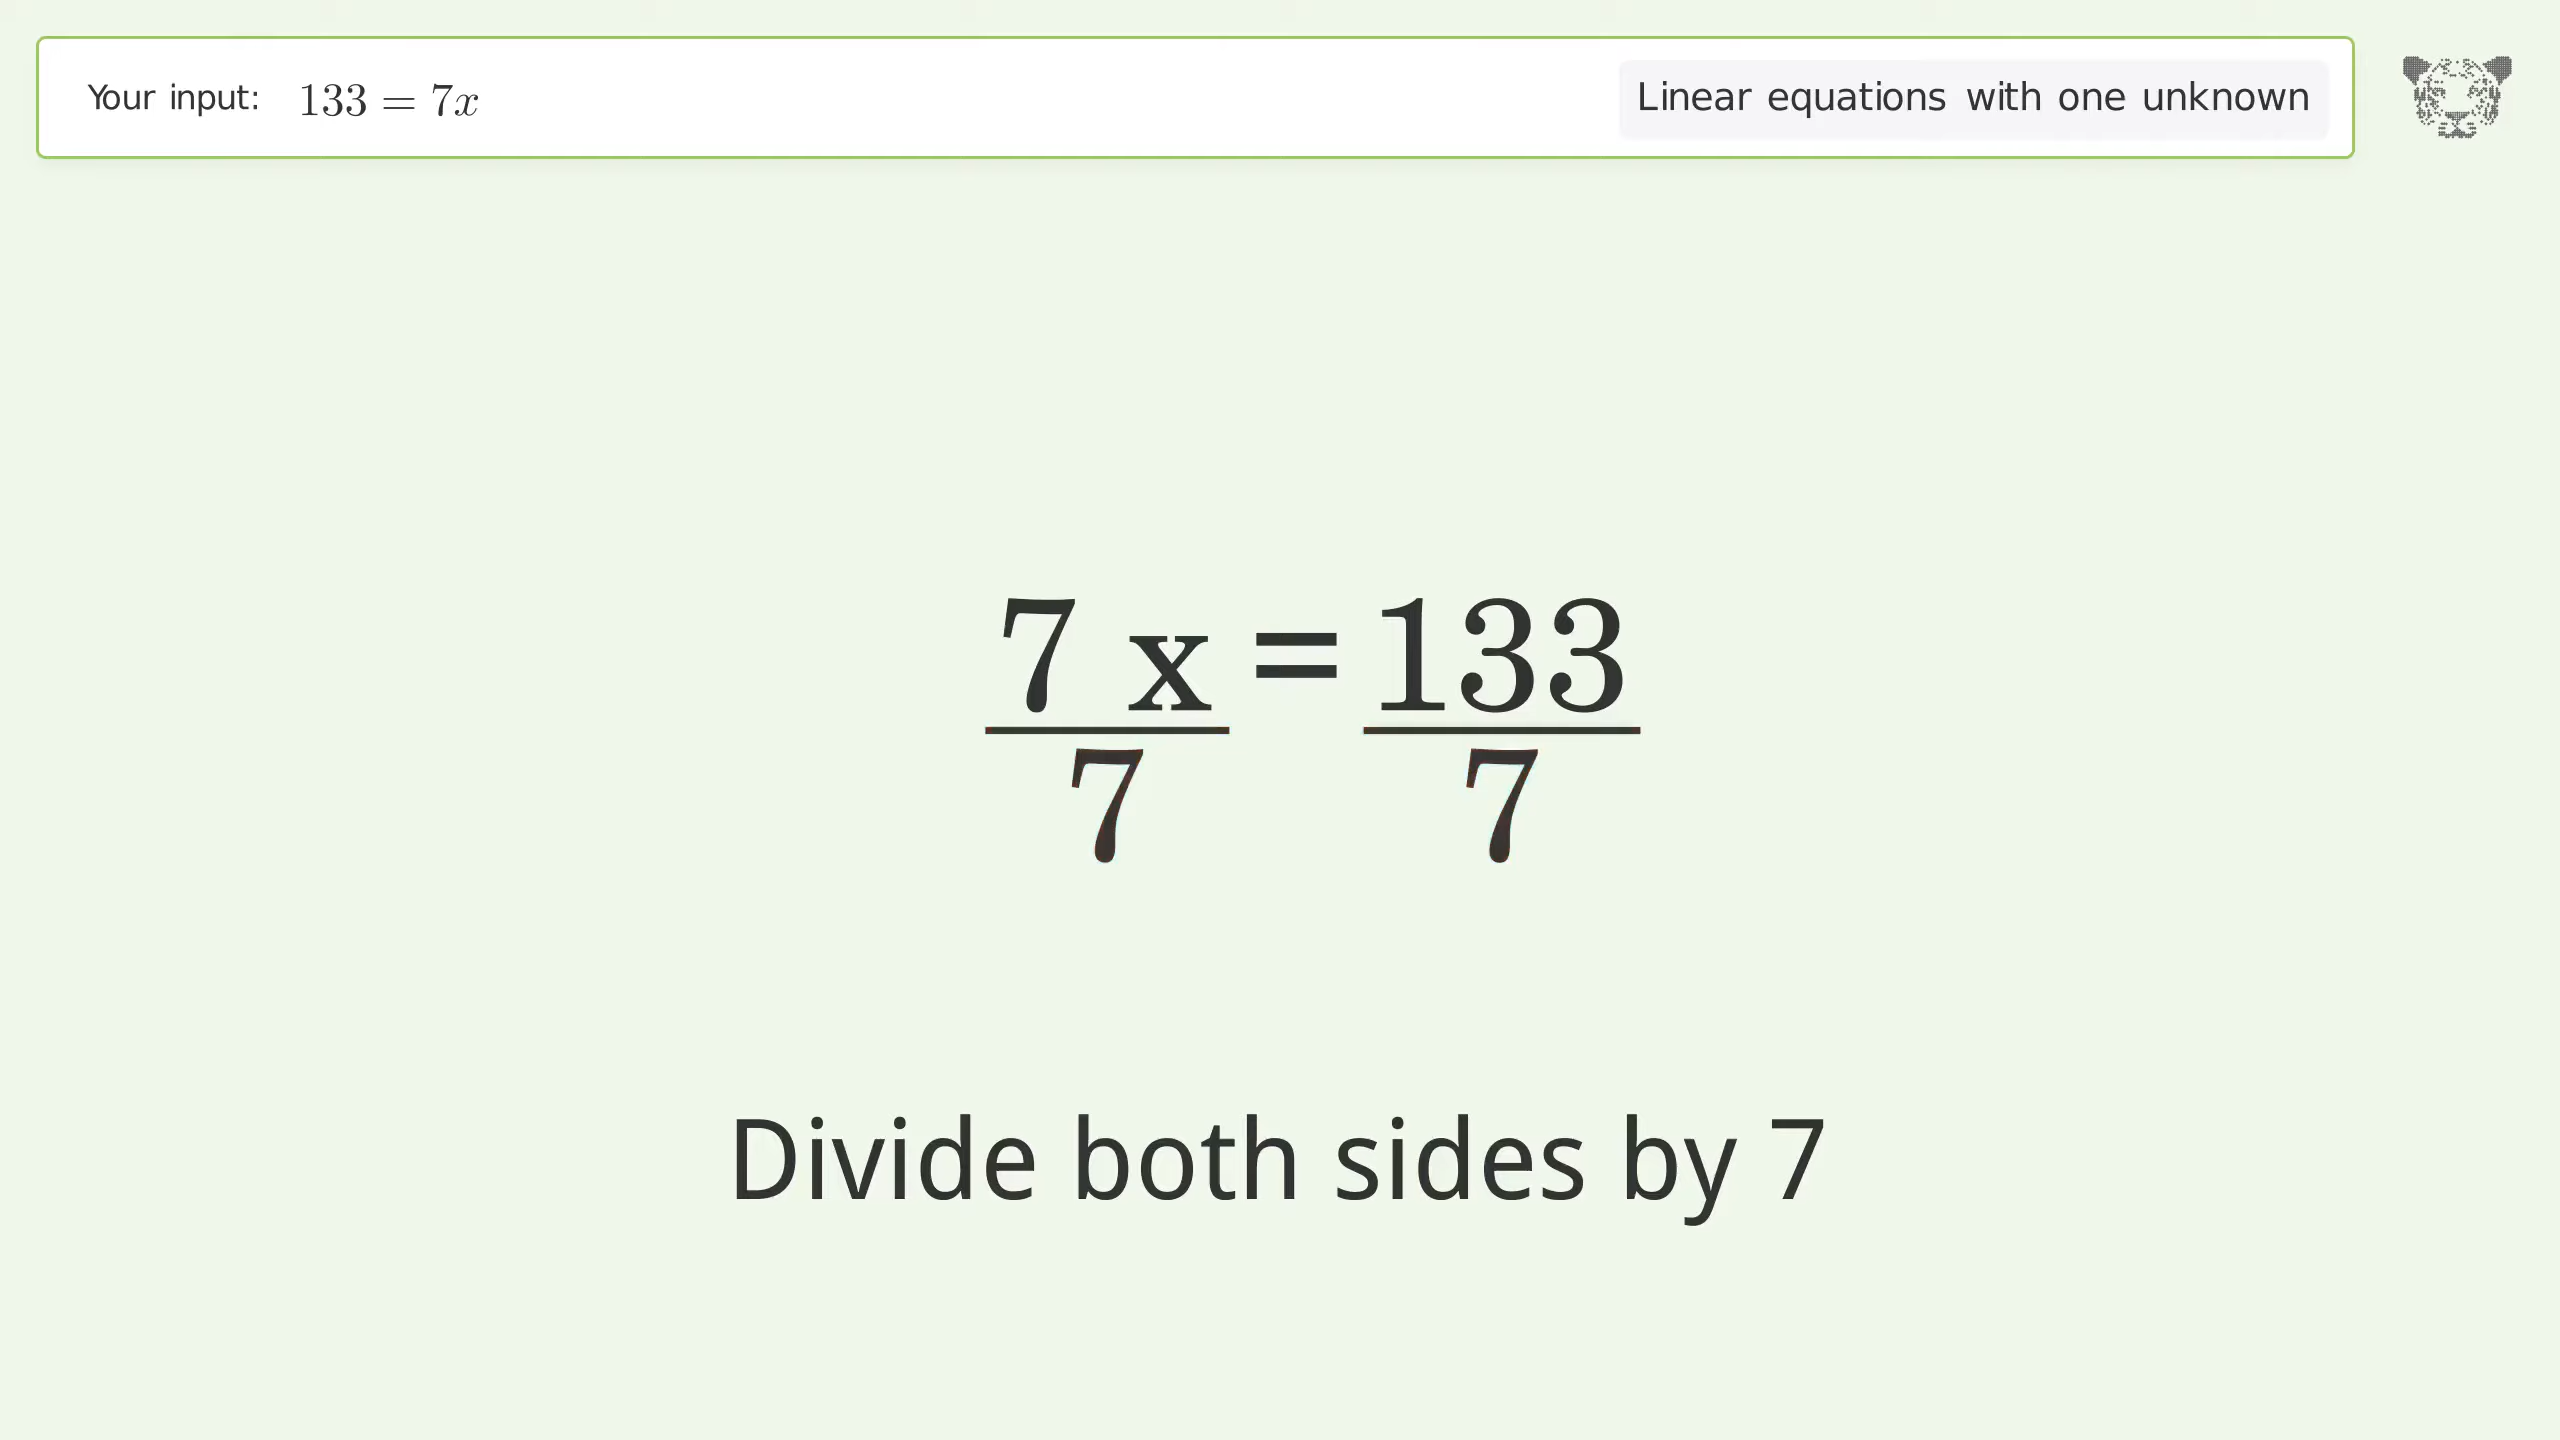 Your input: 133 = 7x
Linear equations with one unknown
7 x = 133
7 7
Divide both sides by 7